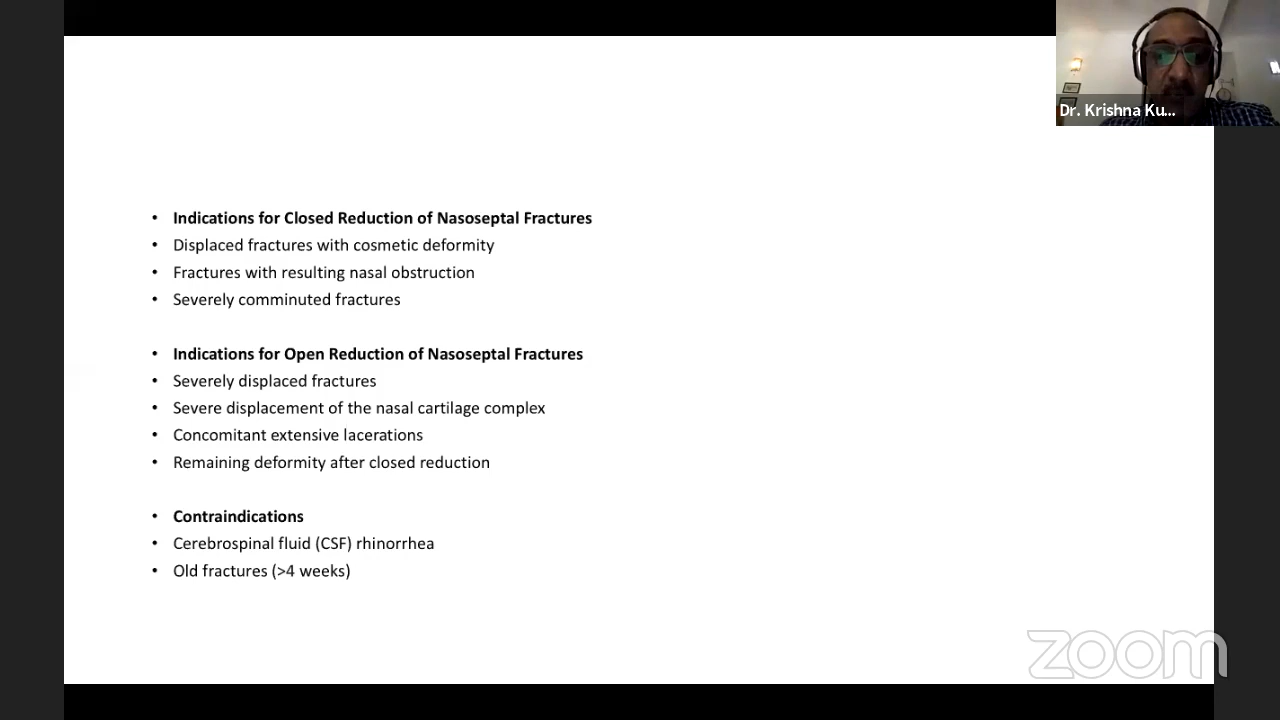 Dr. Krishna Ku...
• Indications for Closed Reduction of Nasoseptal Fractures
• Displaced fractures with cosmetic deformity
• Fractures with resulting nasal obstruction
• Severely comminuted fractures
• Indications for Open Reduction of Nasoseptal Fractures
• Severely displaced fractures
• Severe displacement of the nasal cartilage complex
• Concomitant extensive lacerations
• Remaining deformity after closed reduction
• Contraindications
• Cerebrospinal fluid (CSF) rhinorrhea
• Old fractures (>4 weeks)
zoom